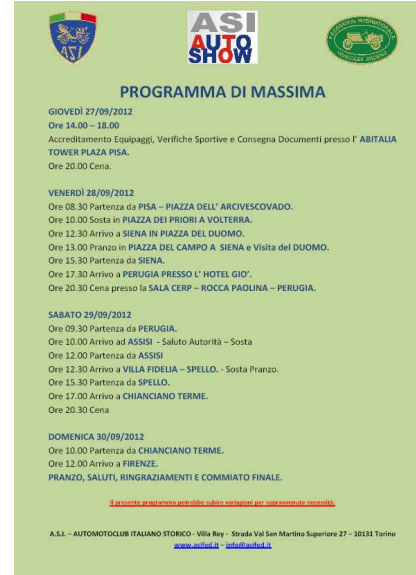 ASI
ASI
AUTO
SHOW
FEDERATION INTERNATIONALE
VEHICULES ANCIENS
PROGRAMMA DI MASSIMA
GIOVEDÌ 27/09/2012
Ore 14.00 – 18.00
Accreditamento Equipaggi, Verifiche Sportive e Consegna Documenti presso l' ABITALIA
TOWER PLAZA PISA.
Ore 20.00 Cena.
VENERDÌ 28/09/2012
Ore 08.30 Partenza da PISA – PIAZZA DELL' ARCIVESCOVADO.
Ore 10.00 Sosta in PIAZZA DEI PRIORI A VOLTERRA.
Ore 12.30 Arrivo a SIENA IN PIAZZA DEL DUOMO.
Ore 13.00 Pranzo in PIAZZA DEL CAMPO A SIENA e Visita del DUOMO.
Ore 15.30 Partenza da SIENA.
Ore 17.30 Arrivo a PERUGIA PRESSO L' HOTEL GIO'.
Ore 20.30 Cena presso la SALA CERP – ROCCA PAOLINA – PERUGIA.
SABATO 29/09/2012
Ore 09.30 Partenza da PERUGIA.
Ore 10.00 Arrivo ad ASSISI - Saluto Autorità – Sosta
Ore 12.00 Partenza da ASSISI
Ore 12.30 Arrivo a VILLA FIDELIA – SPELLO. - Sosta Pranzo.
Ore 15.30 Partenza da SPELLO.
Ore 17.00 Arrivo a CHIANCIANO TERME.
Ore 20.30 Cena
DOMENICA 30/09/2012
Ore 10.00 Partenza da CHIANCIANO TERME.
Ore 12.00 Arrivo a FIRENZE.
PRANZO, SALUTI, RINGRAZIAMENTI E COMMIATO FINALE.
Il presente programma potrebbe subire variazioni per sopravvenute necessità.
A.S.I. – AUTOMOTOCLUB ITALIANO STORICO - Villa Rey - Strada Val San Martino Superiore 27 – 10131 Torino
www.asifed.it – info@asifed.it